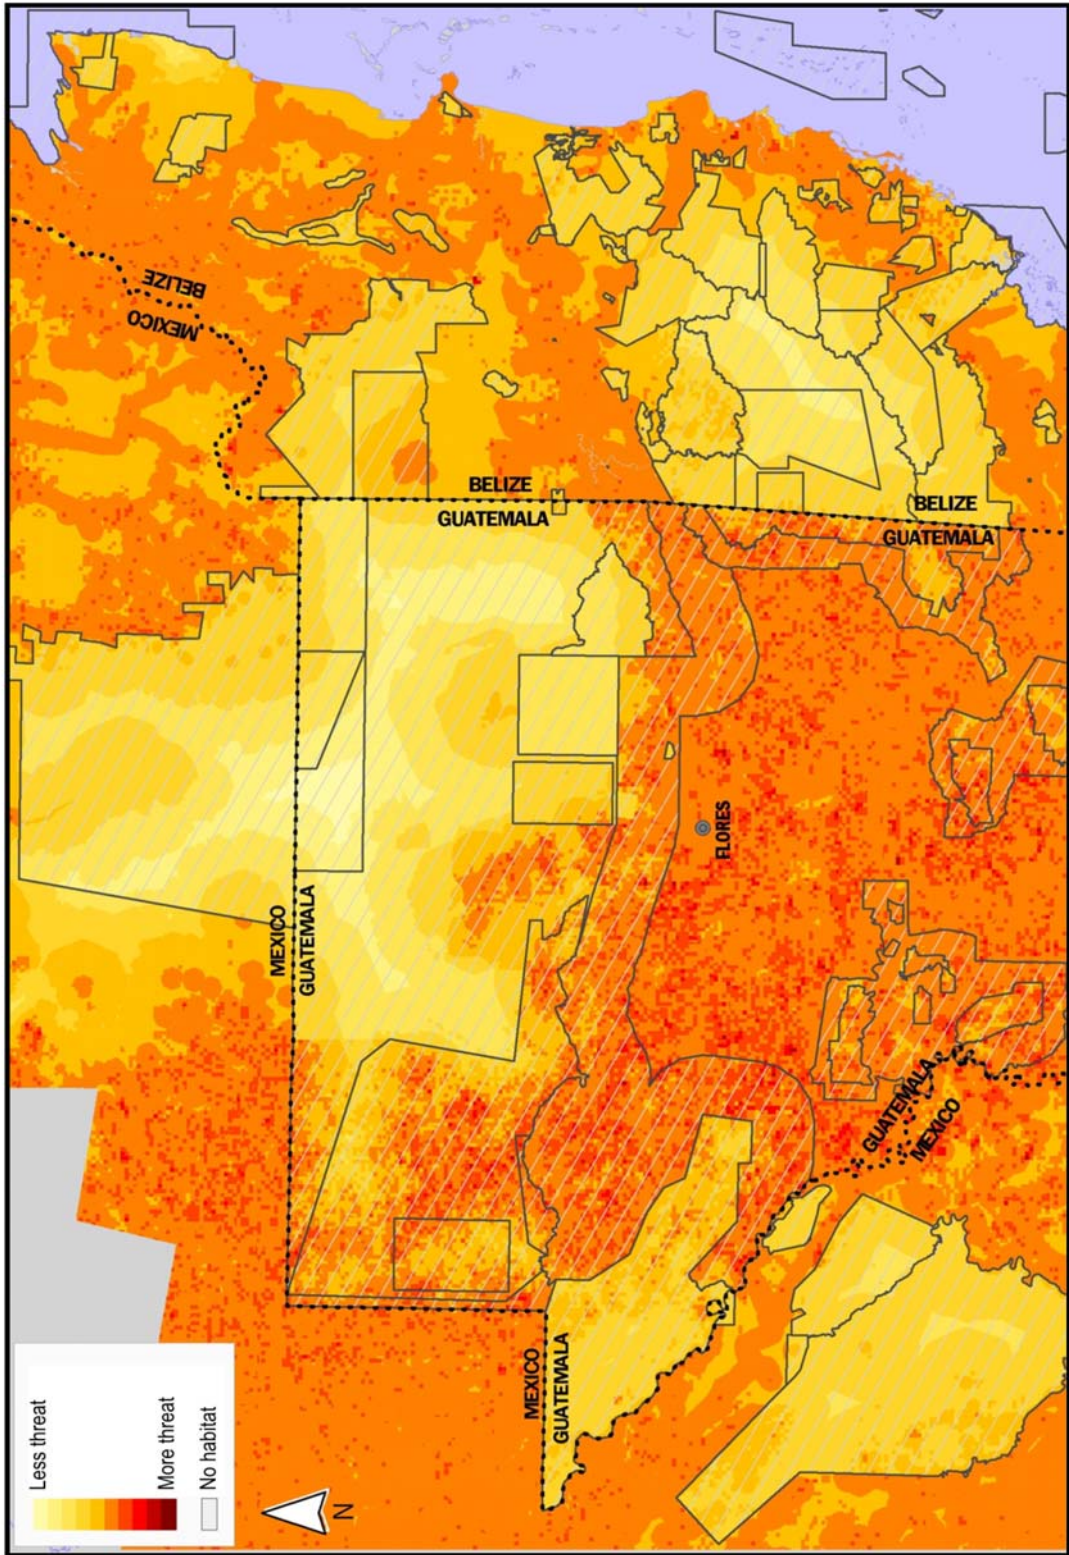 Less threat
More threat
No habitat
N
MEXICO
BELIZE
MEXICO
GUATEMALA
BELIZE
GUATEMALA
MEXICO
GUATEMALA
FLORES
GUATEMALA
MEXICO
BELIZE
GUATEMALA